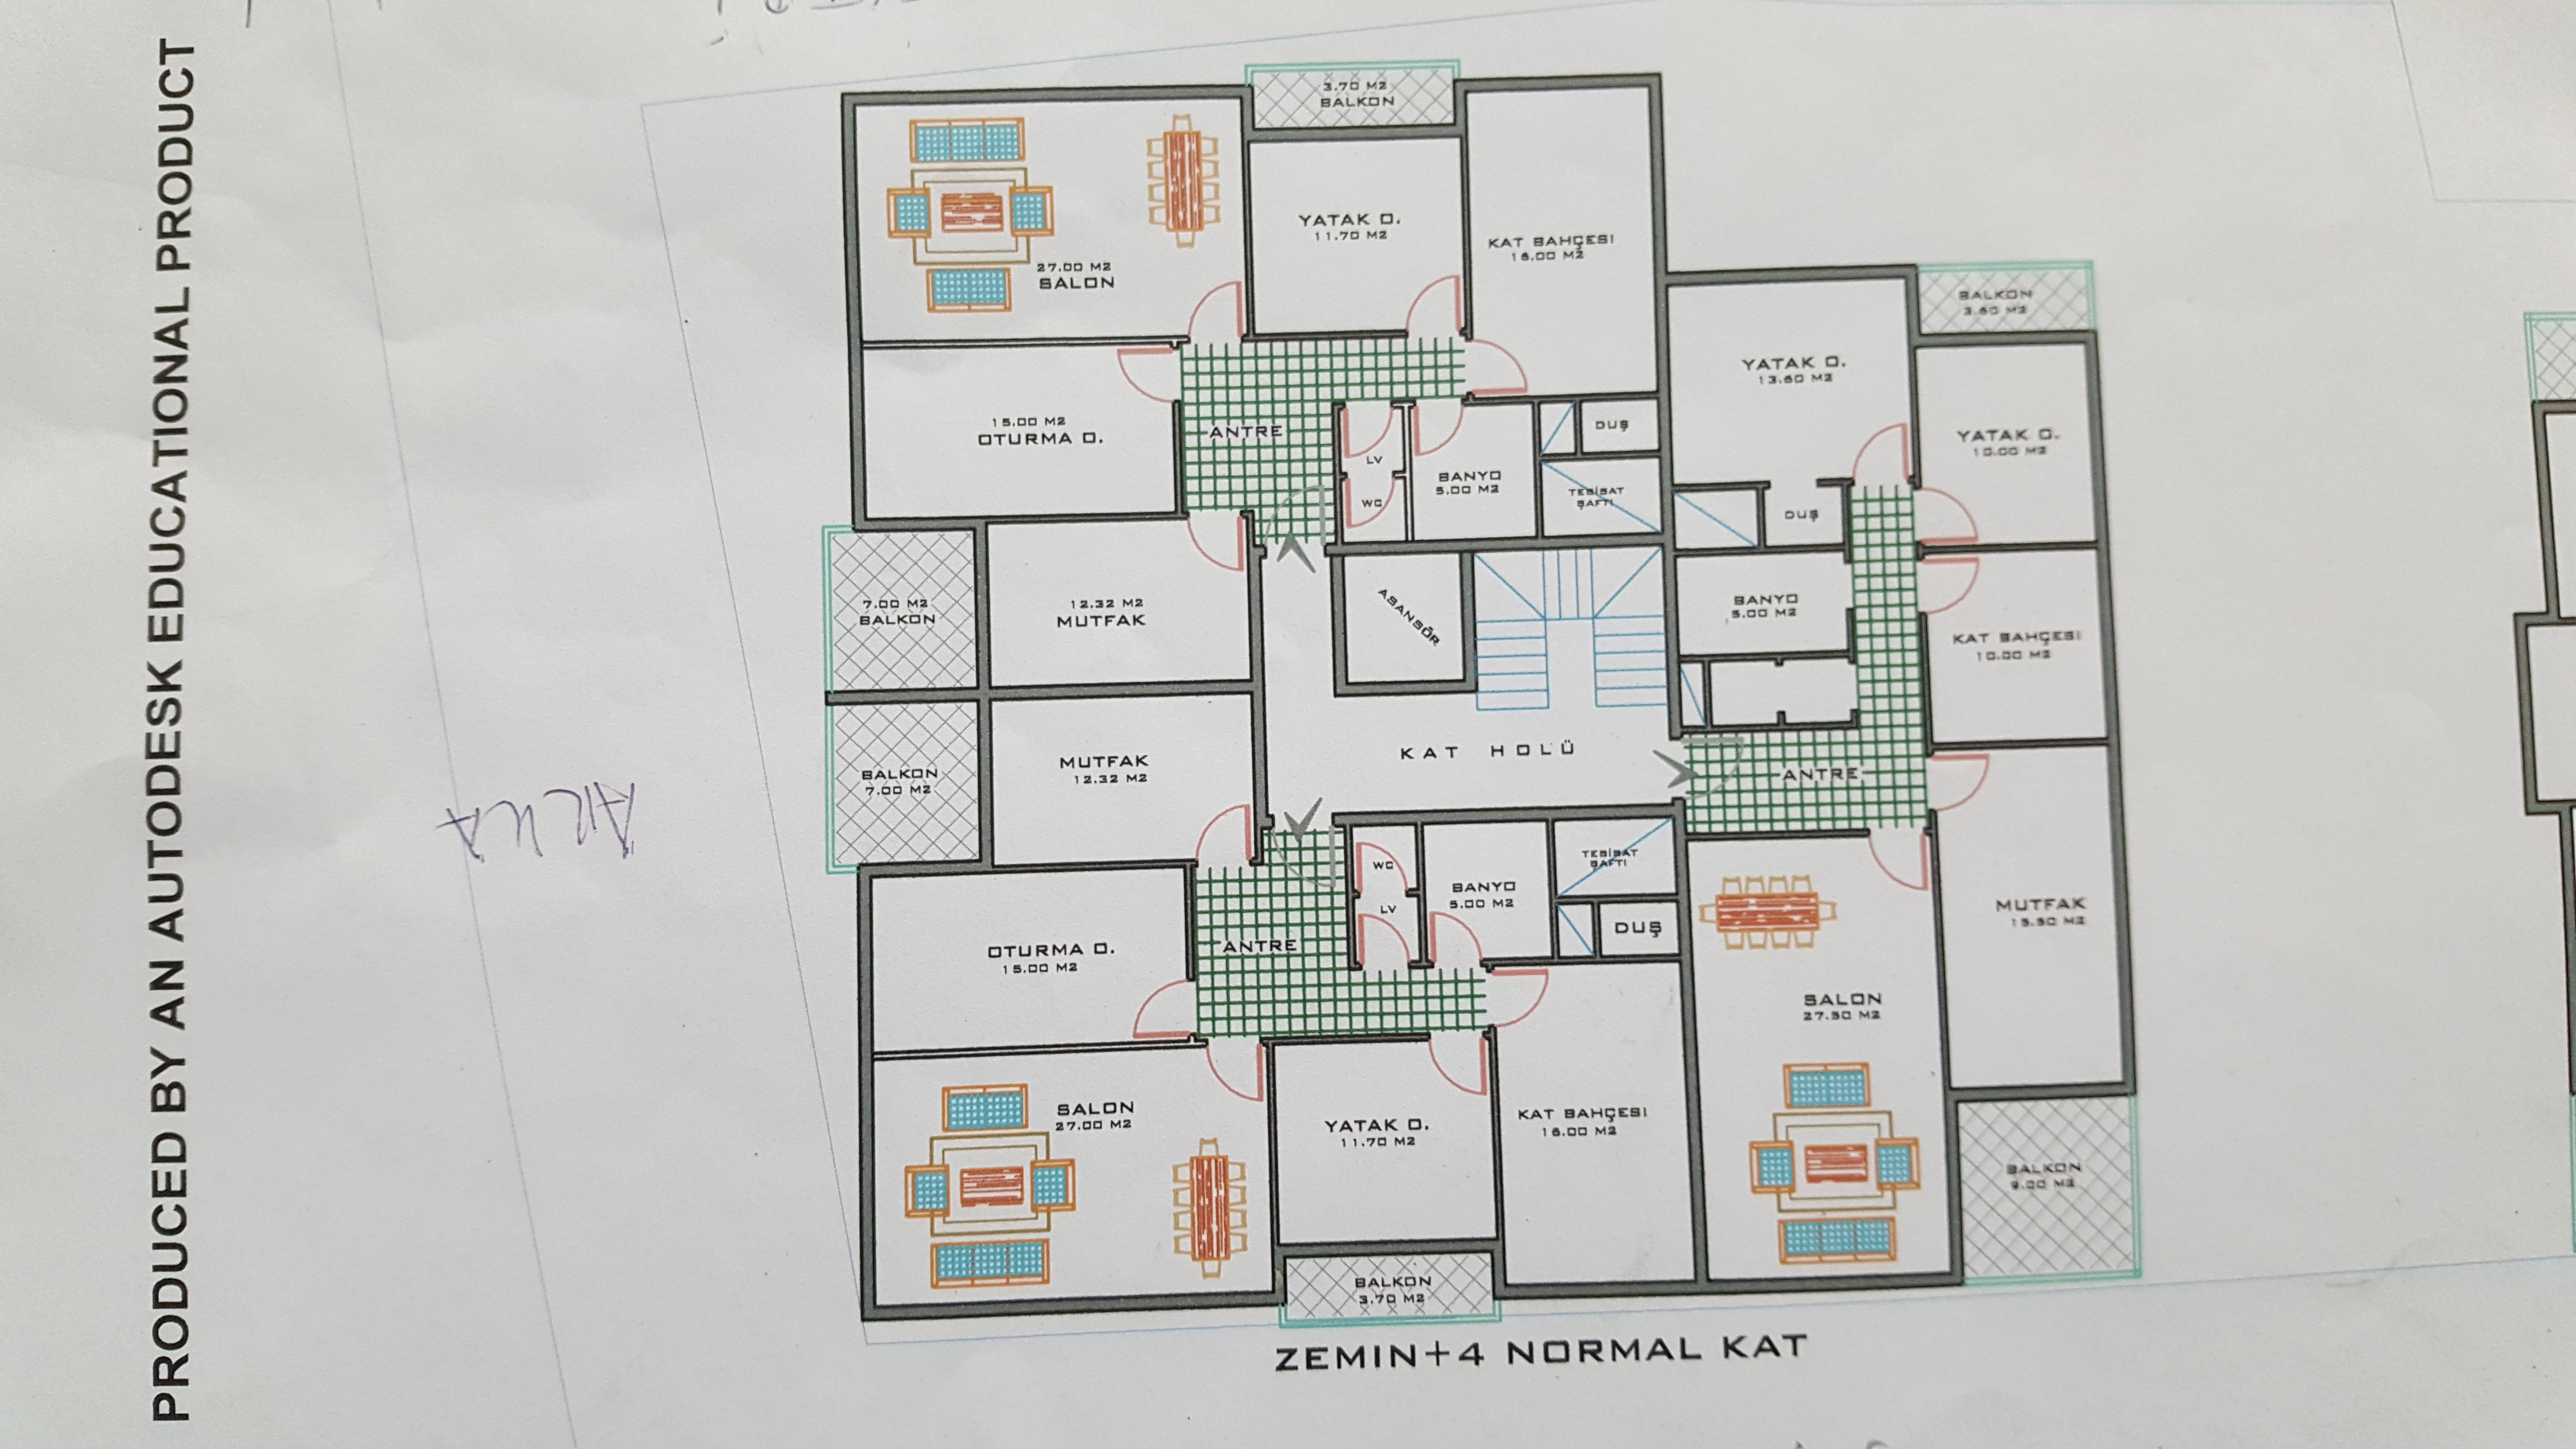 PRODUCED BY AN AUTODESK EDUCATIONAL PRODUCT
3.70 M2
BALKON
27.00 M2
SALON
YATAK O.
11.70 M2
KAT BAHÇESI
16.00 M2
15.00 M2
OTURMA O.
ANTRE
LV
WC
BANYO
5.00 M2
DUŞ
TESİSAT
ŞAFTI
YATAK O.
13.60 M2
BALKON
3.60 M2
YATAK O.
10.00 M2
DUŞ
BANYO
5.00 M2
KAT BAHÇESI
10.00 M2
7.00 M2
BALKON
12.32 M2
MUTFAK
ASANSÖR
BALKON
7.00 M2
MUTFAK
12.32 M2
KAT HOLÜ
ANTRE
OTURMA O.
15.00 M2
ANTRE
WC
LV
BANYO
5.00 M2
TESİSAT
ŞAFTI
DUŞ
MUTFAK
15.50 M2
SALON
27.50 M2
SALON
27.00 M2
YATAK O.
11.70 M2
KAT BAHÇESI
16.00 M2
BALKON
9.00 M2
BALKON
3.70 M2
ZEMIN+4 NORMAL KAT